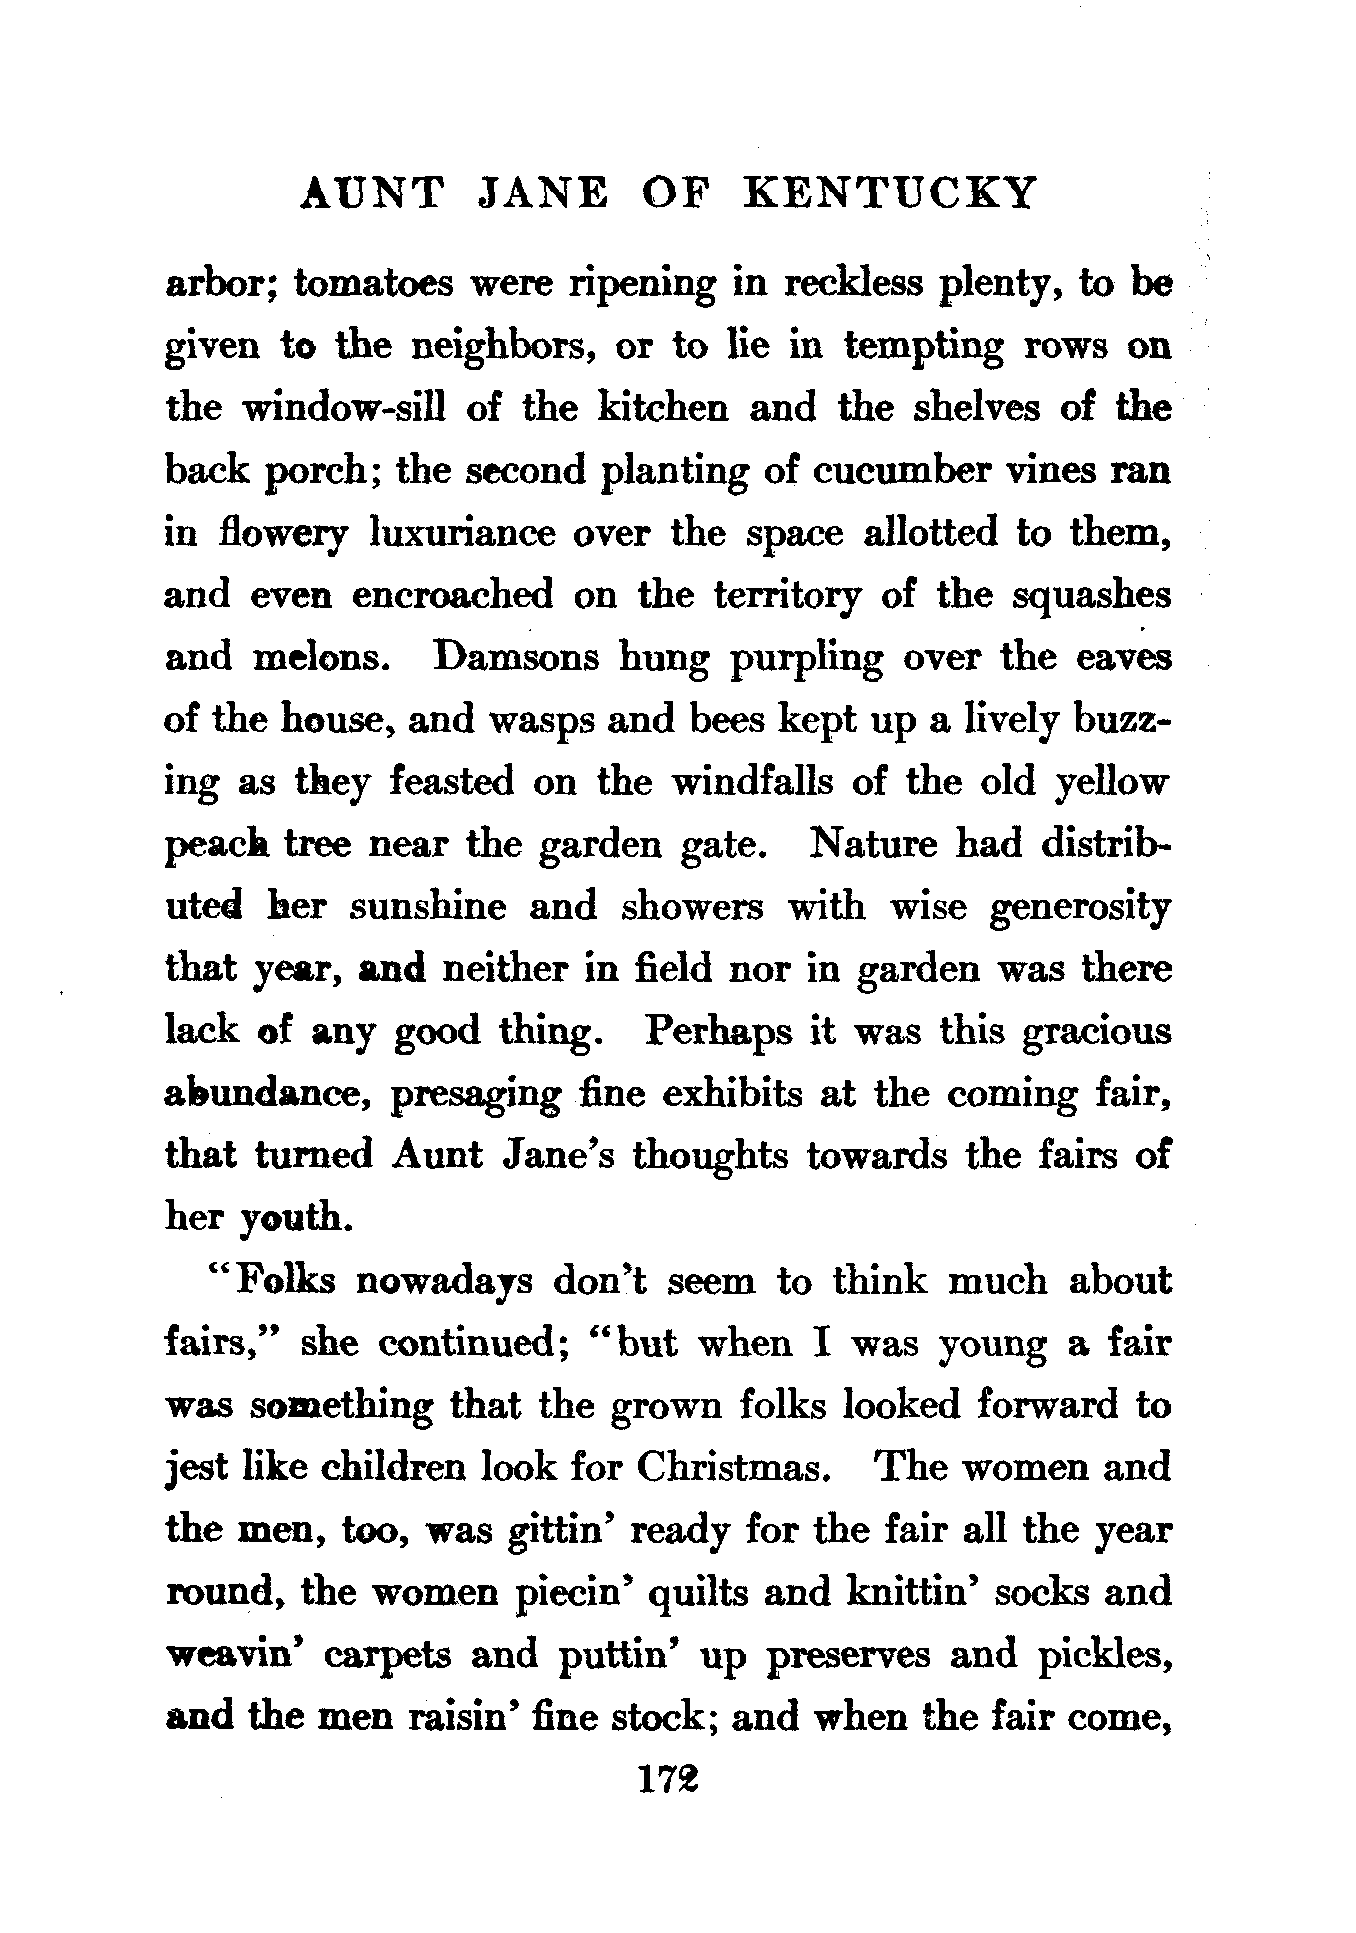 AUNT JANE OF KENTUCKY
arbor; tomatoes were ripening in reckless plenty, to be
given to the neighbors, or to lie in tempting rows on
the window-sill of the kitchen and the shelves of the
back porch; the second planting of cucumber vines ran
in flowery luxuriance over the space allotted to them,
and even encroached on the territory of the squashes
and melons. Damsons hung purpling over the eaves
of the house, and wasps and bees kept up a lively buzz-
ing as they feasted on the windfalls of the old yellow
peach tree near the garden gate. Nature had distrib-
uted her sunshine and showers with wise generosity
that year, and neither in field nor in garden was there
lack of any good thing. Perhaps it was this gracious
abundance, presaging fine exhibits at the coming fair,
that turned Aunt Jane's thoughts towards the fairs of
her youth.
"Folks nowadays don't seem to think much about
fairs," she continued; "but when I was young a fair
was something that the grown folks looked forward to
jest like children look for Christmas. The women and
the men, too, was gittin' ready for the fair all the year
round, the women piecin' quilts and knittin' socks and
weavin' carpets and puttin' up preserves and pickles,
and the men raisin' fine stock; and when the fair come,
172